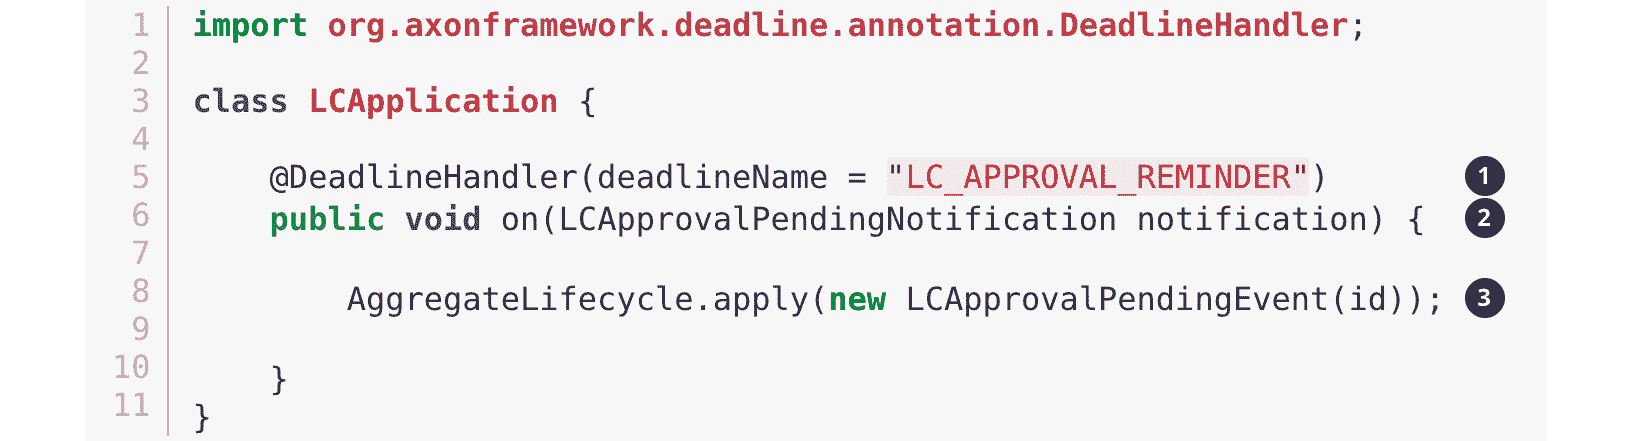 1 import org.axonframework.deadline.annotation.DeadlineHandler;
2
3 class LCApplication {
4
5 @DeadlineHandler(deadlineName = "LC_APPROVAL_REMINDER") 1
6 public void on(LCApprovalPendingNotification notification) { 2
7
8 AggregateLifecycle.apply(new LCApprovalPendingEvent(id)); 3
9
10 }
11 }